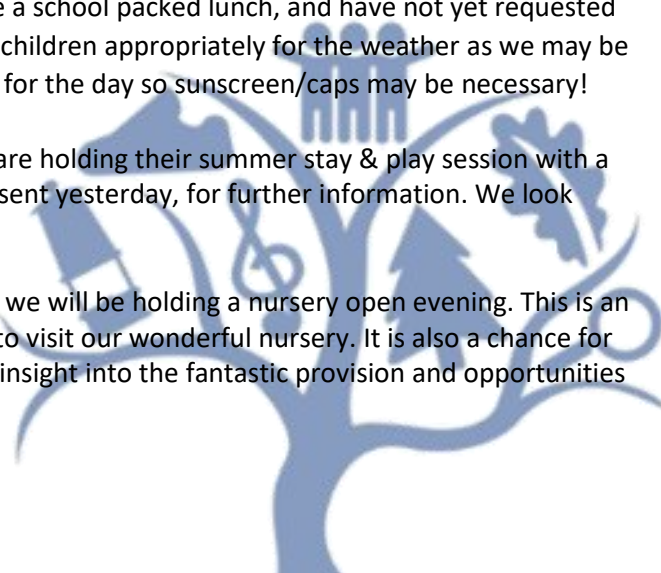 e a school packed lunch, and have not yet requested
children appropriately for the weather as we may be
for the day so sunscreen/caps may be necessary!
are holding their summer stay & play session with a
sent yesterday, for further information. We look
we will be holding a nursery open evening. This is an
to visit our wonderful nursery. It is also a chance for
insight into the fantastic provision and opportunities